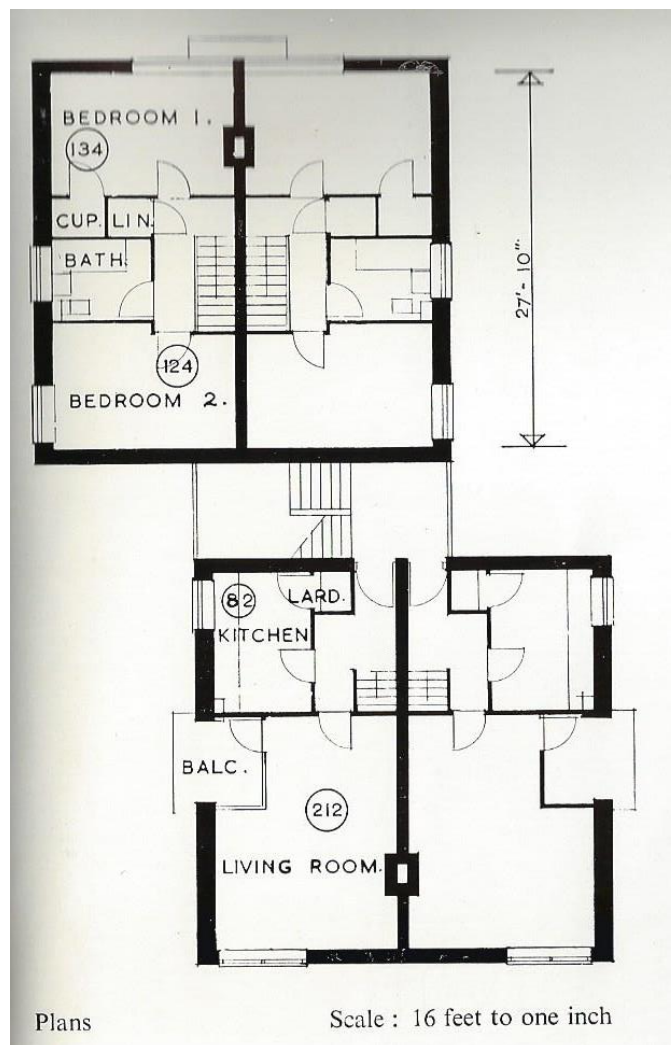 BEDROOM 1.
134
CUP. LIN.
BATH.
27'- 10"
124
BEDROOM 2.
82
LARD.
KITCHEN
BALC.
212
LIVING ROOM.
Plans
Scale : 16 feet to one inch